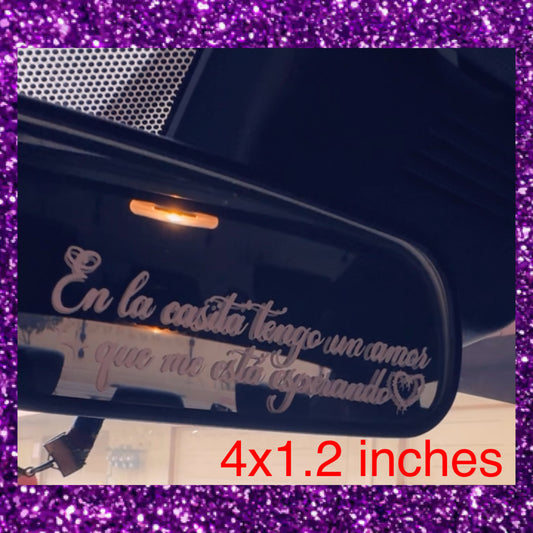 En la casita tengo un amor
que me está esperando
4x1.2 inches